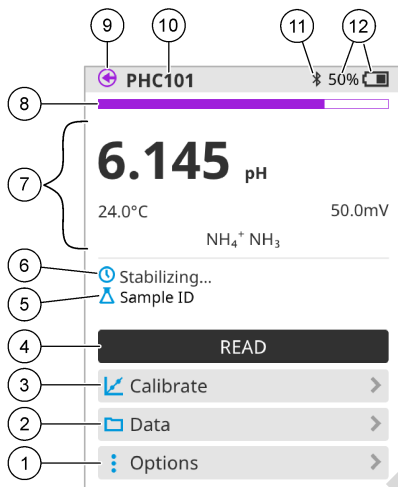 9 10 11 12
PHC101 50%
8
6.145 pH
7
24.0°C 50.0mV
NH₄⁺ NH₃
6 Stabilizing...
5 Sample ID
4 READ
3 Calibrate
2 Data
1 Options